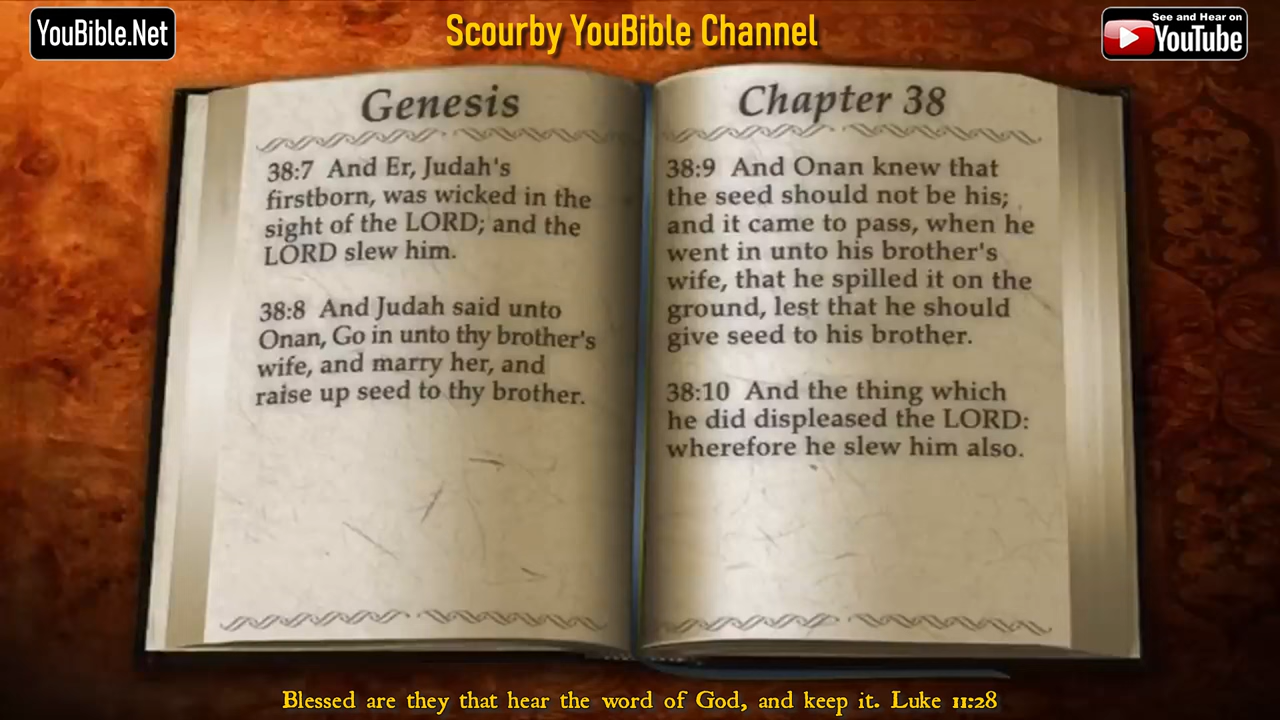 YouBible.Net
Scourby YouBible Channel
See and Hear on
YouTube
Genesis
38:7 And Er, Judah's
firstborn, was wicked in the
sight of the LORD; and the
LORD slew him.
38:8 And Judah said unto
Onan, Go in unto thy brother's
wife, and marry her, and
raise up seed to thy brother.
Chapter 38
38:9 And Onan knew that
the seed should not be his;
and it came to pass, when he
went in unto his brother's
wife, that he spilled it on the
ground, lest that he should
give seed to his brother.
38:10 And the thing which
he did displeased the LORD:
wherefore he slew him also.
Blessed are they that hear the word of God, and keep it. Luke 11:28